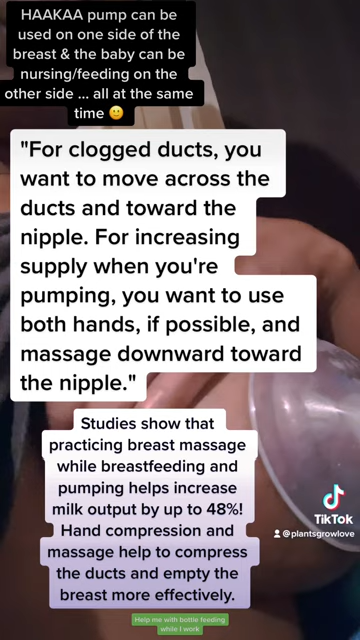 HAAKAA pump can be
used on one side of the
breast & the baby can be
nursing/feeding on the
other side ... all at the same
time 🙂
"For clogged ducts, you
want to move across the
ducts and toward the
nipple. For increasing
supply when you're
pumping, you want to use
both hands, if possible, and
massage downward toward
the nipple."
Studies show that
practicing breast massage
while breastfeeding and
pumping helps increase
milk output by up to 48%!
Hand compression and
massage help to compress
the ducts and empty the
breast more effectively.
TikTok
@plantsgrowlove
Help me with bottle feeding
while I work